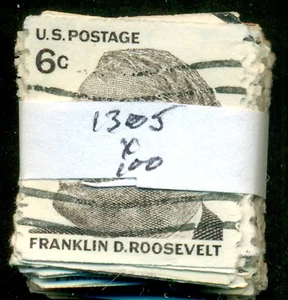 U.S. POSTAGE
6c
1305
x
100
FRANKLIN D. ROOSEVELT